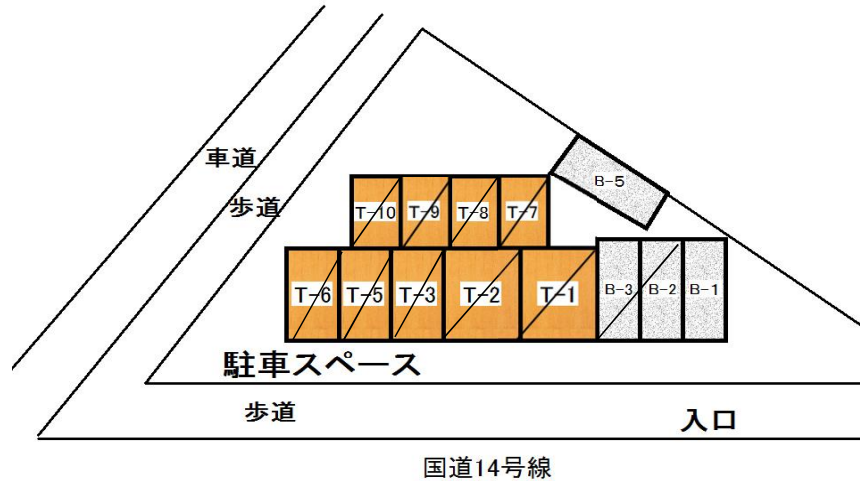 車道
歩道
B-5
T-10
T-9
T-8
T-7
T-6
T-5
T-3
T-2
T-1
B-3
B-2
B-1
駐車スペース
歩道
入口
国道14号線